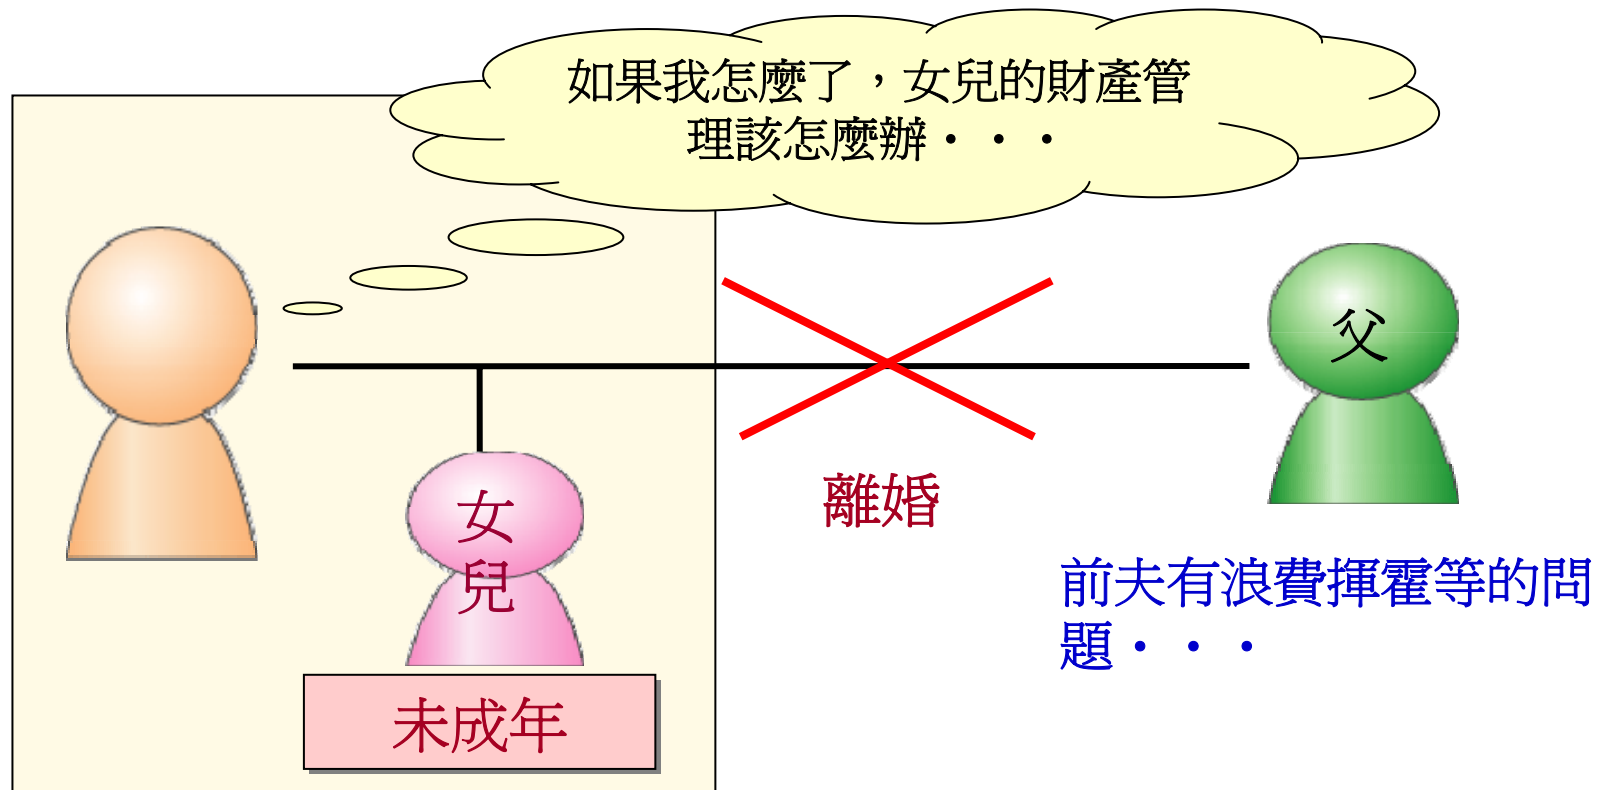 如果我怎麼了，女兒的財產管
理該怎麼辦・・・
父
女
兒
離婚
前夫有浪費揮霍等的問
題・・・
未成年